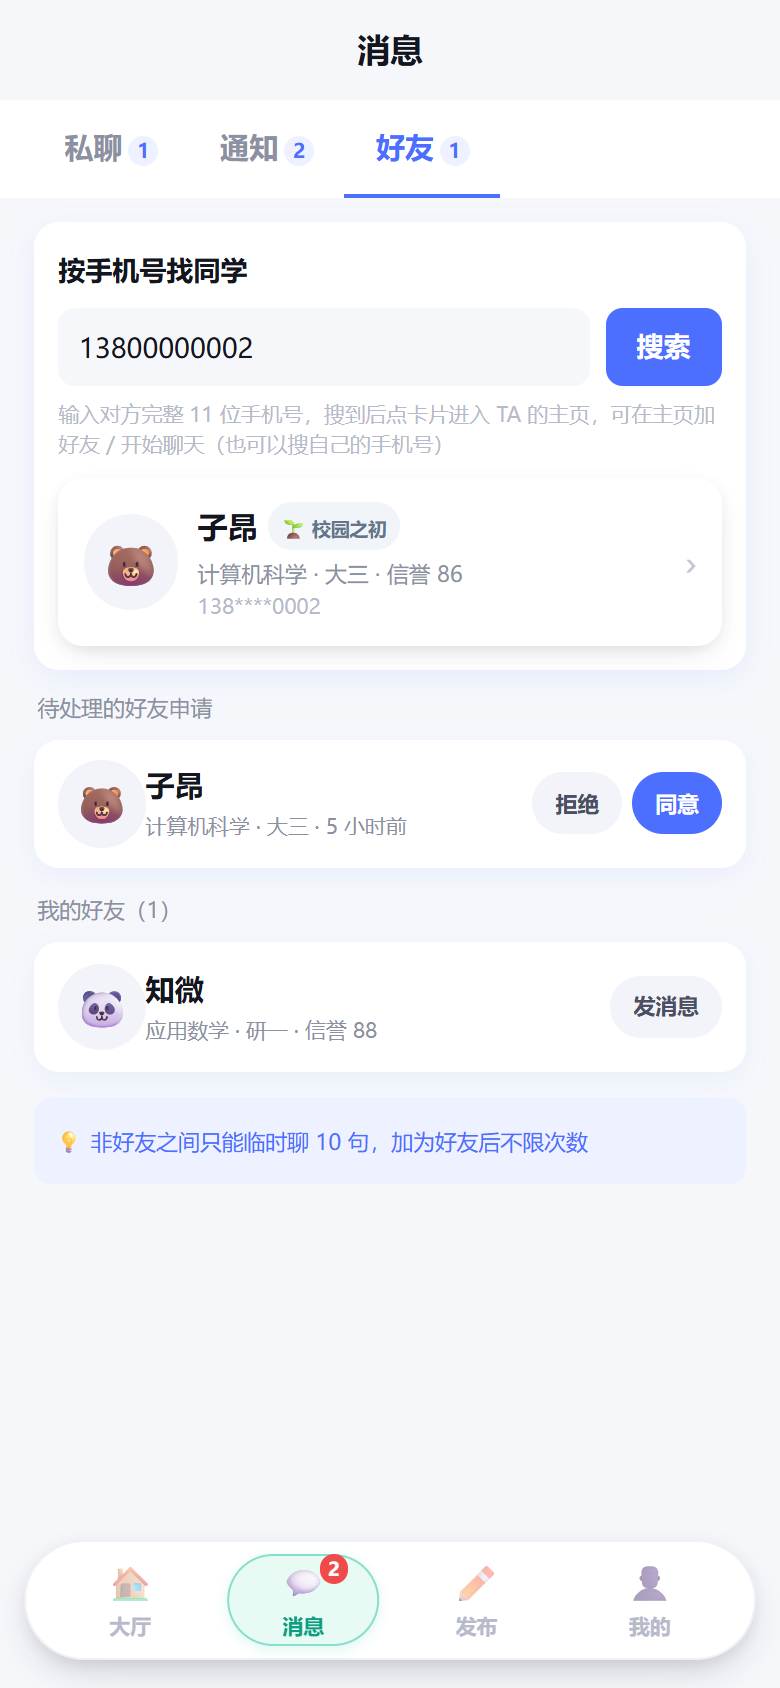 消息
私聊 1 通知 2 好友 1
按手机号找同学
13800000002 搜索
输入对方完整 11 位手机号，搜到后点卡片进入 TA 的主页，可在主页加
好友 / 开始聊天（也可以搜自己的手机号）
子昂 校园之初
计算机科学 · 大三 · 信誉 86
138****0002
待处理的好友申请
子昂
计算机科学 · 大三 · 5 小时前
拒绝 同意
我的好友（1）
知微
应用数学 · 研一 · 信誉 88
发消息
非好友之间只能临时聊 10 句，加为好友后不限次数
2
大厅 消息 发布 我的